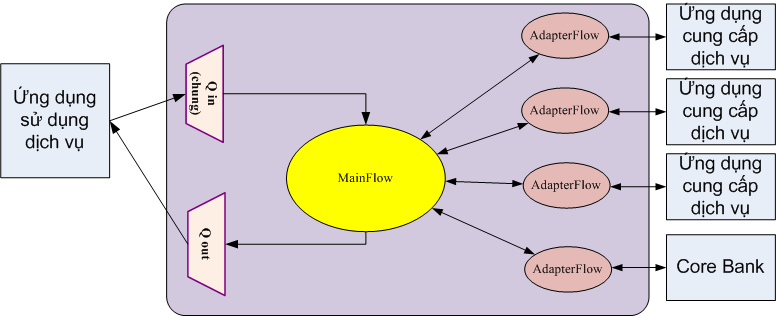 Ứng dụng
sử dụng
dịch vụ
Q in
(chung)
Q out
MainFlow
AdapterFlow
Ứng dụng
cung cấp
dịch vụ
AdapterFlow
Ứng dụng
cung cấp
dịch vụ
AdapterFlow
Ứng dụng
cung cấp
dịch vụ
AdapterFlow
Core Bank